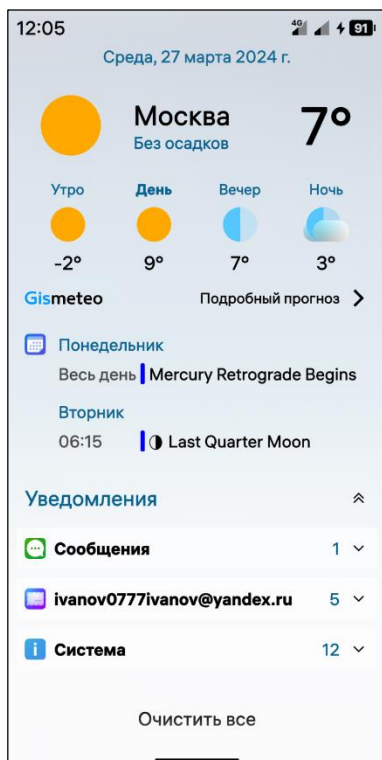 12:05 4G 91
Среда, 27 марта 2024 г.
Москва 7°
Без осадков
Утро День Вечер Ночь
-2° 9° 7° 3°
Gismeteo Подробный прогноз
Понедельник
Весь день Mercury Retrograde Begins
Вторник
06:15 Last Quarter Moon
Уведомления
Сообщения 1
ivanov0777ivanov@yandex.ru 5
Система 12
Очистить все